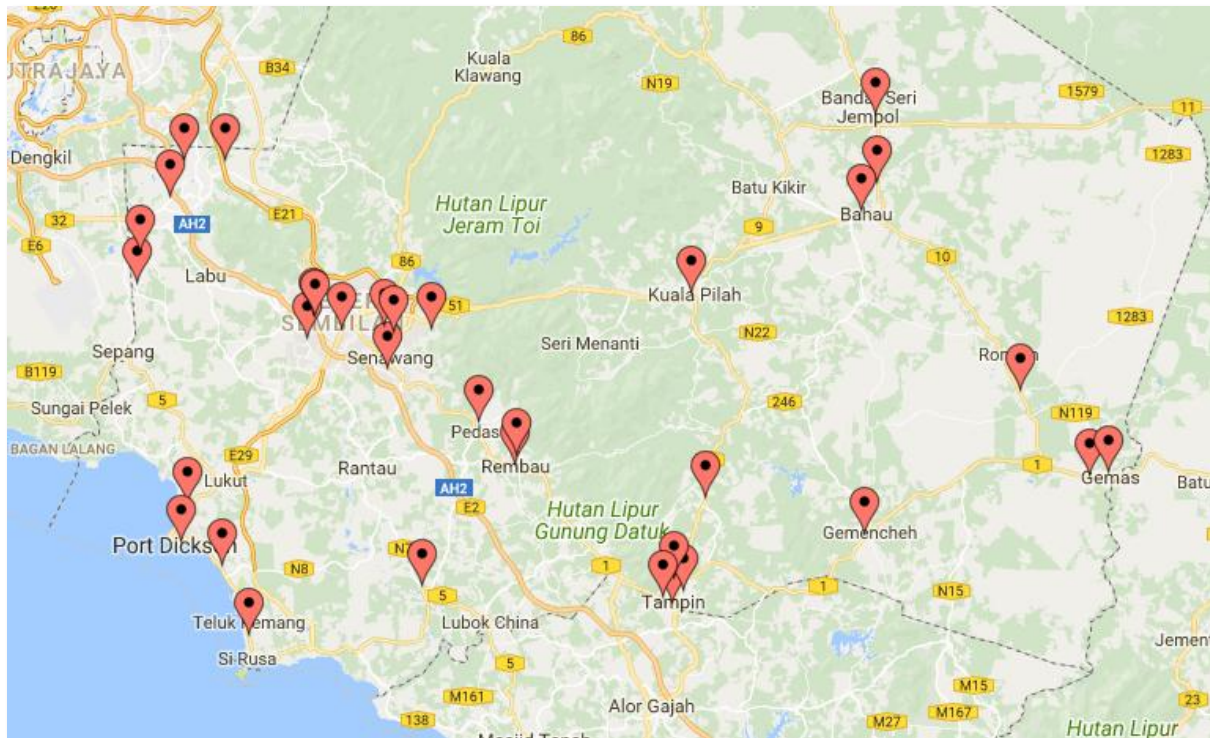 E26
86
Kuala
Klawang
B34
UTRAJAYA
N19
1579
Seri
Jempol
11
Dengkil
1283
Batu Kikir
Hutan Lipur
Jeram Toi
Bahau
32
AH2
E21
E6
9
86
10
Labu
Kuala Pilah
51
1283
N22
Sepang
Senawang
Seri Menanti
B119
5
246
Sungai Pelek
N119
BAGAN LALANG
E29
Pedas
Rantau
Rembau
1
Lukut
AH2
Gemas
Batu
E2
Hutan Lipur
Gunung Datuk
Gemencheh
Port
N8
1
1
N15
5
Tampin
Teluk
Lubok China
Si Rusa
5
Jement
M15
M161
Alor Gajah
M167
23
138
M27
Hutan Lipur